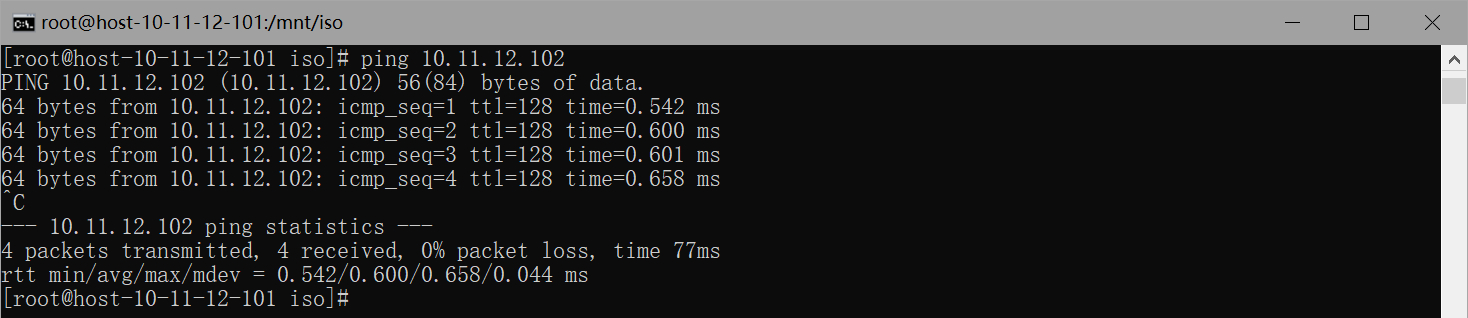 root@host-10-11-12-101:/mnt/iso
[root@host-10-11-12-101 iso]# ping 10.11.12.102
PING 10.11.12.102 (10.11.12.102) 56(84) bytes of data.
64 bytes from 10.11.12.102: icmp_seq=1 ttl=128 time=0.542 ms
64 bytes from 10.11.12.102: icmp_seq=2 ttl=128 time=0.600 ms
64 bytes from 10.11.12.102: icmp_seq=3 ttl=128 time=0.601 ms
64 bytes from 10.11.12.102: icmp_seq=4 ttl=128 time=0.658 ms
^C
--- 10.11.12.102 ping statistics ---
4 packets transmitted, 4 received, 0% packet loss, time 77ms
rtt min/avg/max/mdev = 0.542/0.600/0.658/0.044 ms
[root@host-10-11-12-101 iso]#